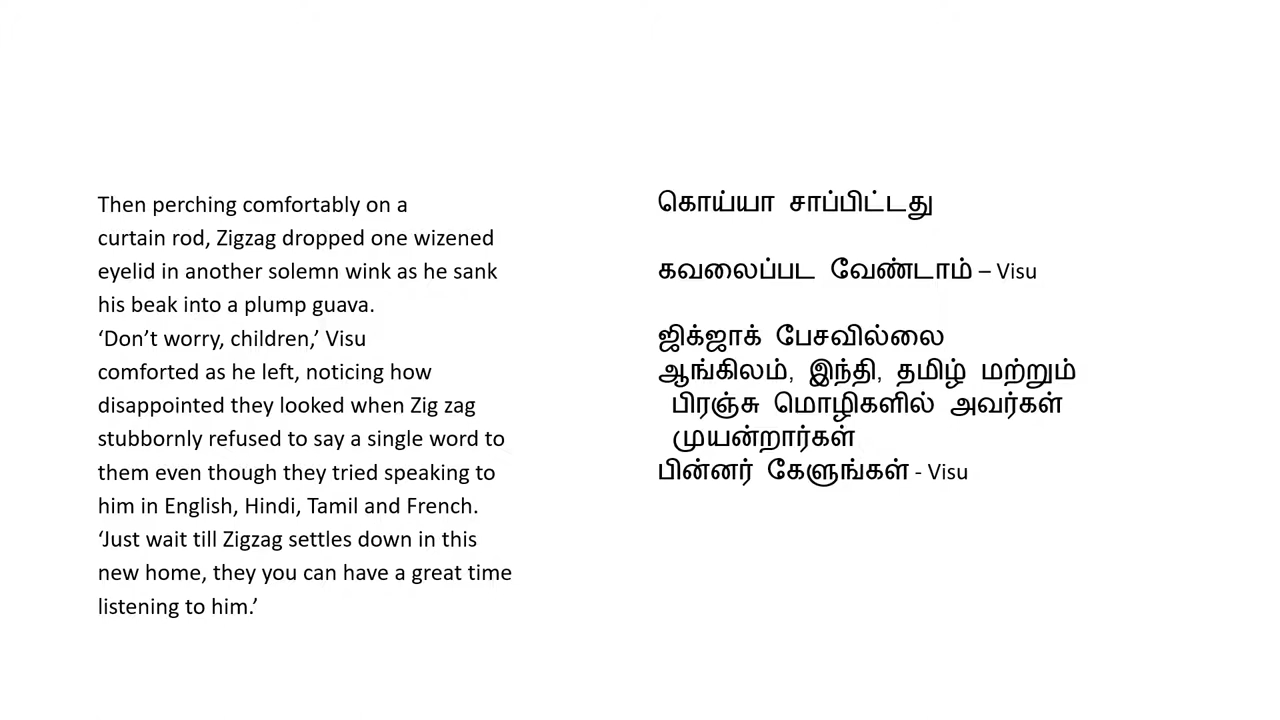 Then perching comfortably on a
curtain rod, Zigzag dropped one wizened
eyelid in another solemn wink as he sank
his beak into a plump guava.
‘Don’t worry, children,’ Visu
comforted as he left, noticing how
disappointed they looked when Zig zag
stubbornly refused to say a single word to
them even though they tried speaking to
him in English, Hindi, Tamil and French.
‘Just wait till Zigzag settles down in this
new home, they you can have a great time
listening to him.’
கொய்யா சாப்பிட்டது
கவலைப்பட வேண்டாம் – Visu
ஜிக்ஜாக் பேசவில்லை
ஆங்கிலம், இந்தி, தமிழ் மற்றும்
பிரஞ்சு மொழிகளில் அவர்கள்
முயன்றார்கள்
பின்னர் கேளுங்கள் - Visu